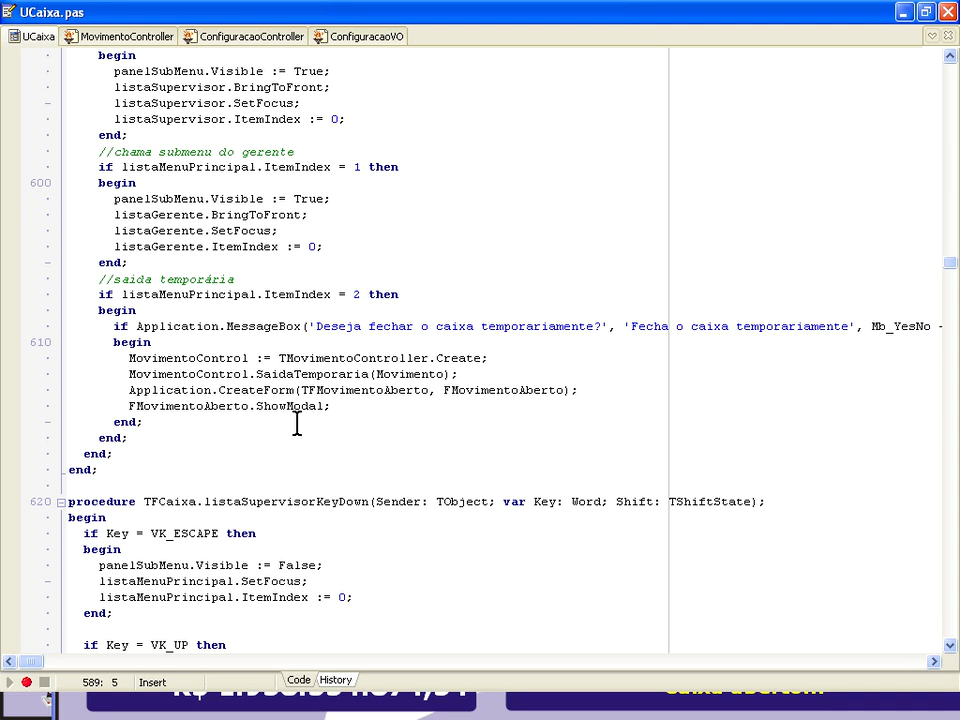 UCaixa.pas
UCaixa MovimentoController ConfiguracaoController ConfiguracaoVO
begin
panelSubMenu.Visible := True;
listaSupervisor.BringToFront;
listaSupervisor.SetFocus;
listaSupervisor.ItemIndex := 0;
end;
//chama submenu do gerente
if listaMenuPrincipal.ItemIndex = 1 then
600 begin
panelSubMenu.Visible := True;
listaGerente.BringToFront;
listaGerente.SetFocus;
listaGerente.ItemIndex := 0;
end;
//saida temporária
if listaMenuPrincipal.ItemIndex = 2 then
begin
if Application.MessageBox('Deseja fechar o caixa temporariamente?', 'Fecha o caixa temporariamente', Mb_YesNo
610 begin
MovimentoControl := TMovimentoController.Create;
MovimentoControl.SaidaTemporaria(Movimento);
Application.CreateForm(TFMovimentoAberto, FMovimentoAberto);
FMovimentoAberto.ShowModal;
end;
end;
end;
end;
620 procedure TFCaixa.listaSupervisorKeyDown(Sender: TObject; var Key: Word; Shift: TShiftState);
begin
if Key = VK_ESCAPE then
begin
panelSubMenu.Visible := False;
listaMenuPrincipal.SetFocus;
listaMenuPrincipal.ItemIndex := 0;
end;
if Key = VK_UP then
589: 5 Insert Code History